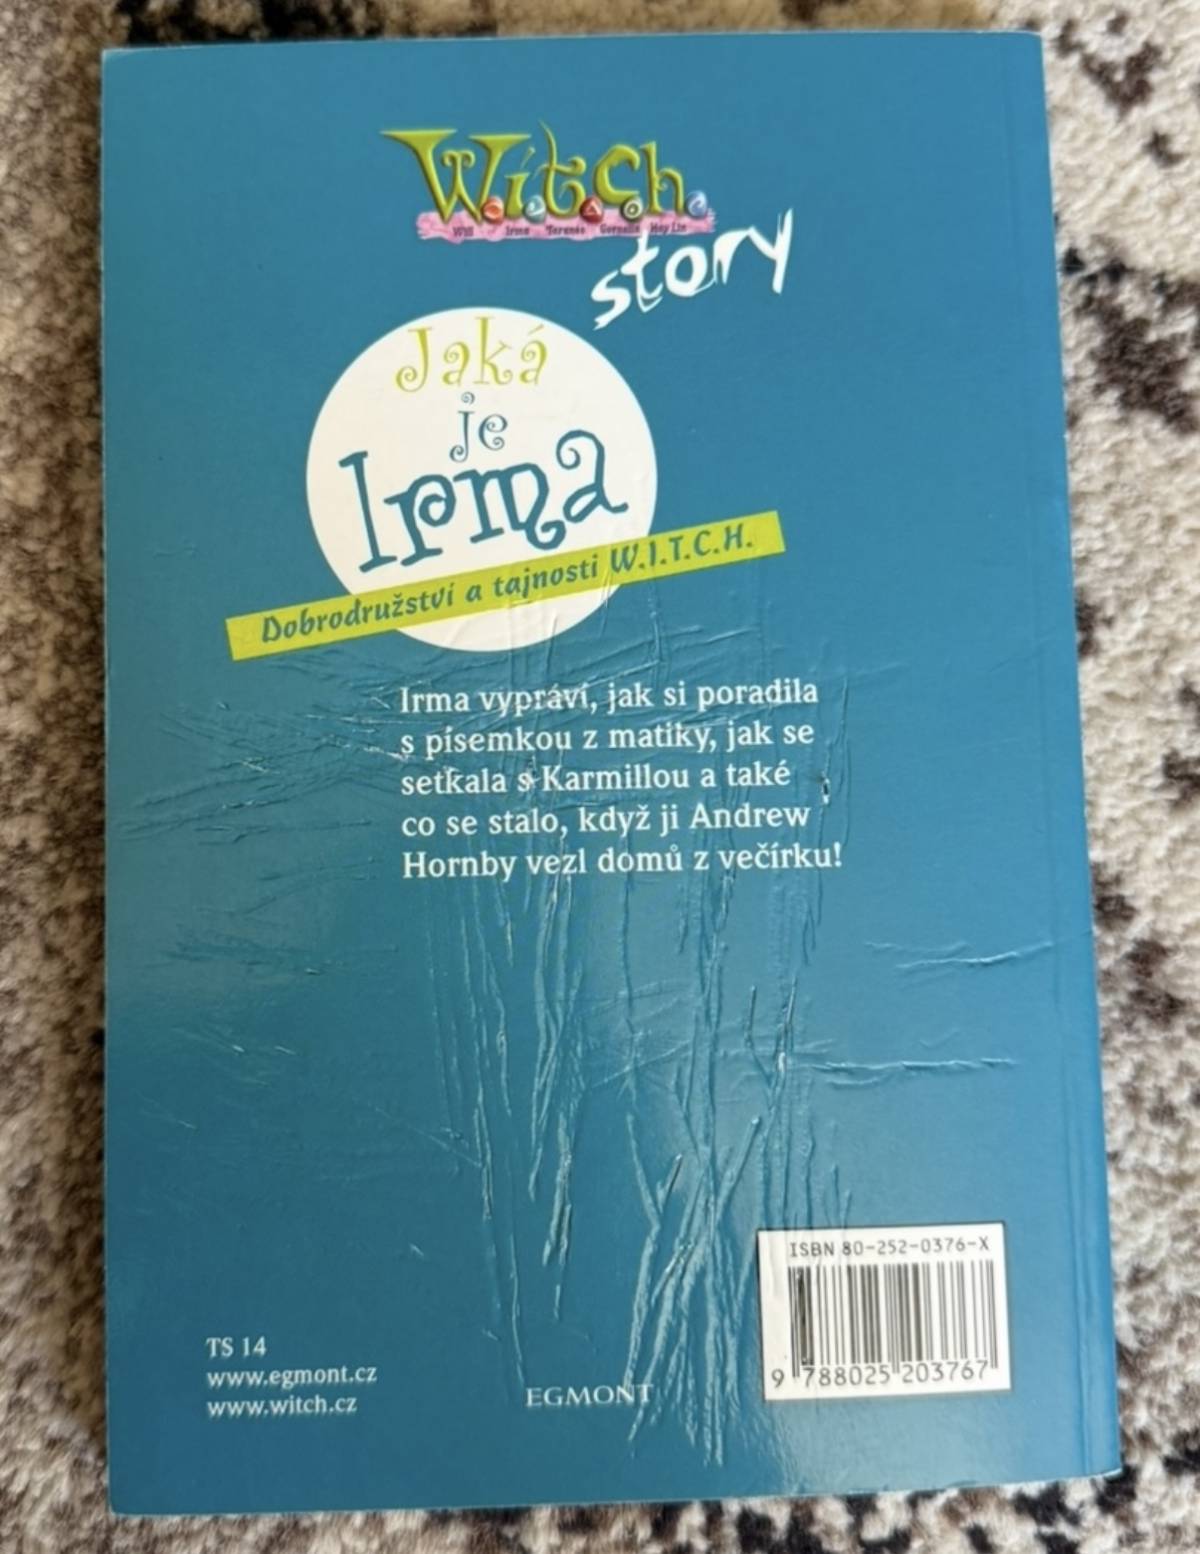 W.i.t.c.h.
Will Irma Taranee Cornelia Hay Lin
story
Jaká
je
Irma
Dobrodružství a tajnosti W.I.T.C.H.
Irma vypráví, jak si poradila
s písemkou z matiky, jak se
setkala s Karmillou a také
co se stalo, když ji Andrew
Hornby vezl domů z večírku!
ISBN 80-252-0376-X
9 788025 203767
TS 14
www.egmont.cz
www.witch.cz
EGMONT